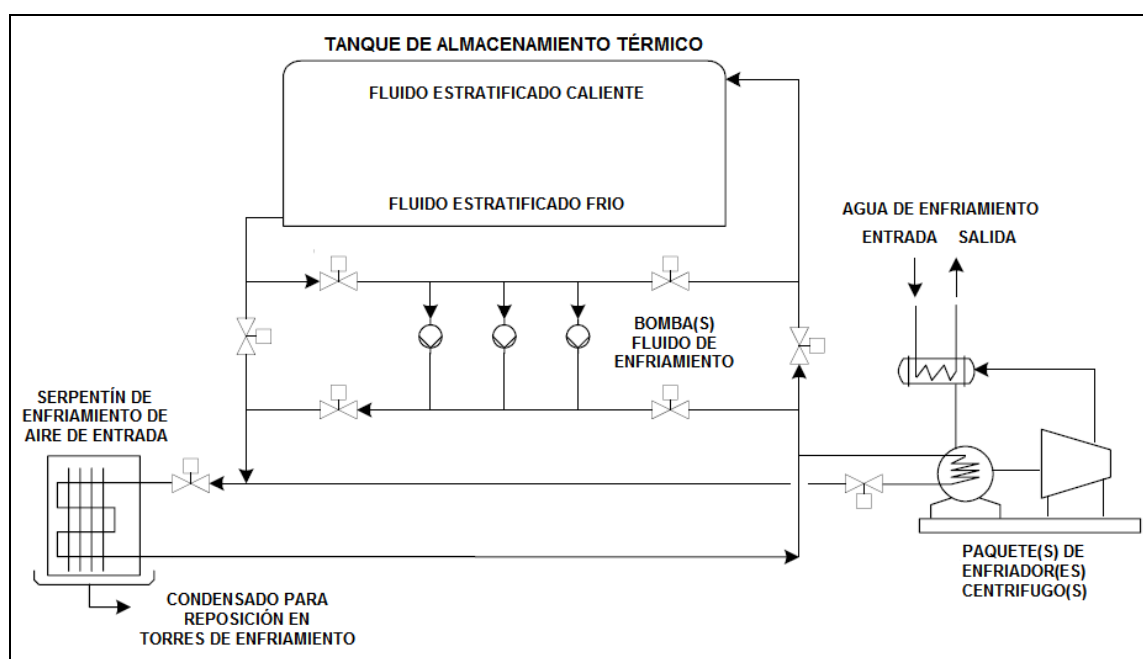 TANQUE DE ALMACENAMIENTO TÉRMICO
FLUIDO ESTRATIFICADO CALIENTE
FLUIDO ESTRATIFICADO FRIO
AGUA DE ENFRIAMIENTO
ENTRADA SALIDA
BOMBA(S)
FLUIDO DE
ENFRIAMIENTO
SERPENTÍN DE
ENFRIAMIENTO DE
AIRE DE ENTRADA
PAQUETE(S) DE
ENFRIADOR(ES)
CENTRIFUGO(S)
CONDENSADO PARA
REPOSICIÓN EN
TORRES DE ENFRIAMIENTO